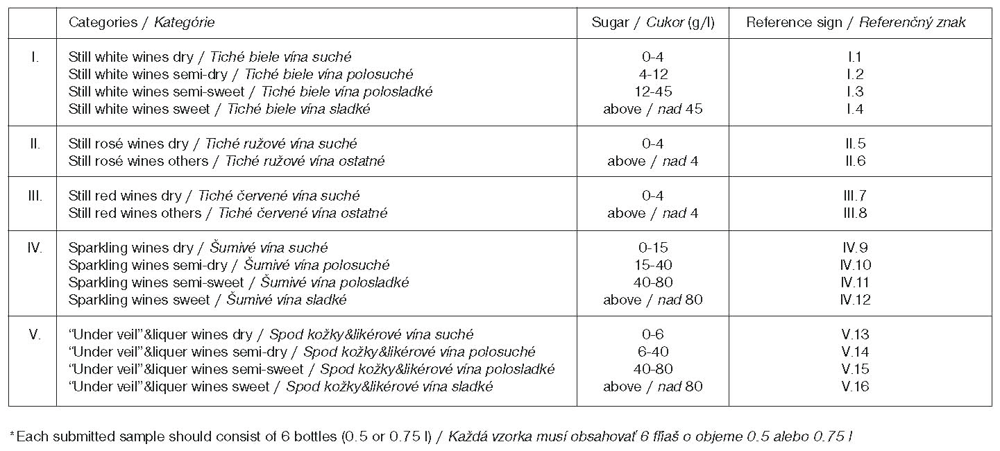 Categories / Kategórie Sugar / Cukor (g/l) Reference sign / Referenčný znak
I. Still white wines dry / Tiché biele vína suché 0-4 I.1
Still white wines semi-dry / Tiché biele vína polosuché 4-12 I.2
Still white wines semi-sweet / Tiché biele vína polosladké 12-45 I.3
Still white wines sweet / Tiché biele vína sladké above / nad 45 I.4
II. Still rosé wines dry / Tiché ružové vína suché 0-4 II.5
Still rosé wines others / Tiché ružové vína ostatné above / nad 4 II.6
III. Still red wines dry / Tiché červené vína suché 0-4 III.7
Still red wines others / Tiché červené vína ostatné above / nad 4 III.8
IV. Sparkling wines dry / Šumivé vína suché 0-15 IV.9
Sparkling wines semi-dry / Šumivé vína polosuché 15-40 IV.10
Sparkling wines semi-sweet / Šumivé vína polosladké 40-80 IV.11
Sparkling wines sweet / Šumivé vína sladké above / nad 80 IV.12
V. “Under veil”&liquer wines dry / Spod kožky&likérové vína suché 0-6 V.13
“Under veil”&liquer wines semi-dry / Spod kožky&likérové vína polosuché 6-40 V.14
“Under veil”&liquer wines semi-sweet / Spod kožky&likérové vína polosladké 40-80 V.15
“Under veil”&liquer wines sweet / Spod kožky&likérové vína sladké above / nad 80 V.16
*Each submitted sample should consist of 6 bottles (0.5 or 0.75 l) / Každá vzorka musí obsahovať 6 fľiaš o objeme 0.5 alebo 0.75 l